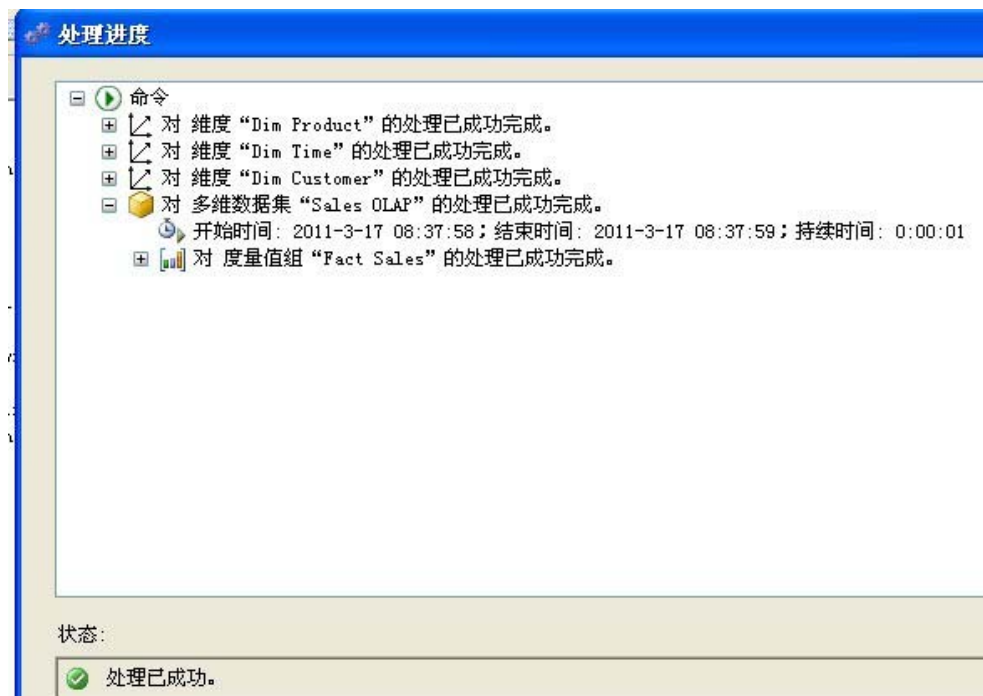 处理进度
命令
对 维度 “Dim Product” 的处理已成功完成。
对 维度 “Dim Time” 的处理已成功完成。
对 维度 “Dim Customer” 的处理已成功完成。
对 多维数据集 “Sales OLAP” 的处理已成功完成。
开始时间: 2011-3-17 08:37:58; 结束时间: 2011-3-17 08:37:59; 持续时间: 0:00:01
对 度量值组 “Fact Sales” 的处理已成功完成。
状态:
处理已成功。